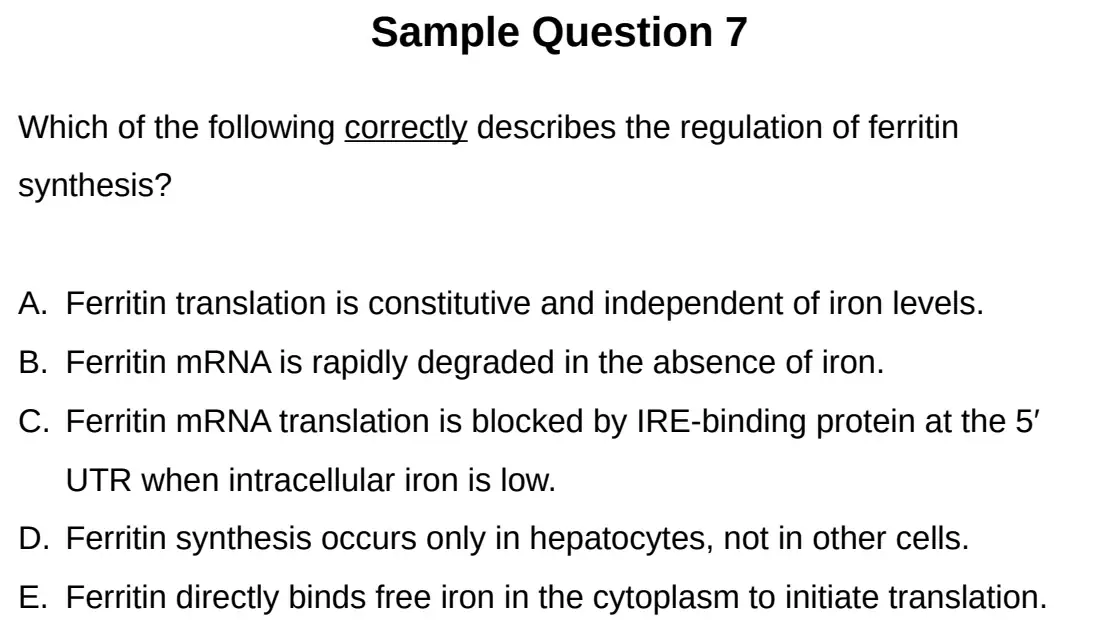 Sample Question 7
Which of the following correctly describes the regulation of ferritin
synthesis?
A. Ferritin translation is constitutive and independent of iron levels.
B. Ferritin mRNA is rapidly degraded in the absence of iron.
C. Ferritin mRNA translation is blocked by IRE-binding protein at the 5′
UTR when intracellular iron is low.
D. Ferritin synthesis occurs only in hepatocytes, not in other cells.
E. Ferritin directly binds free iron in the cytoplasm to initiate translation.